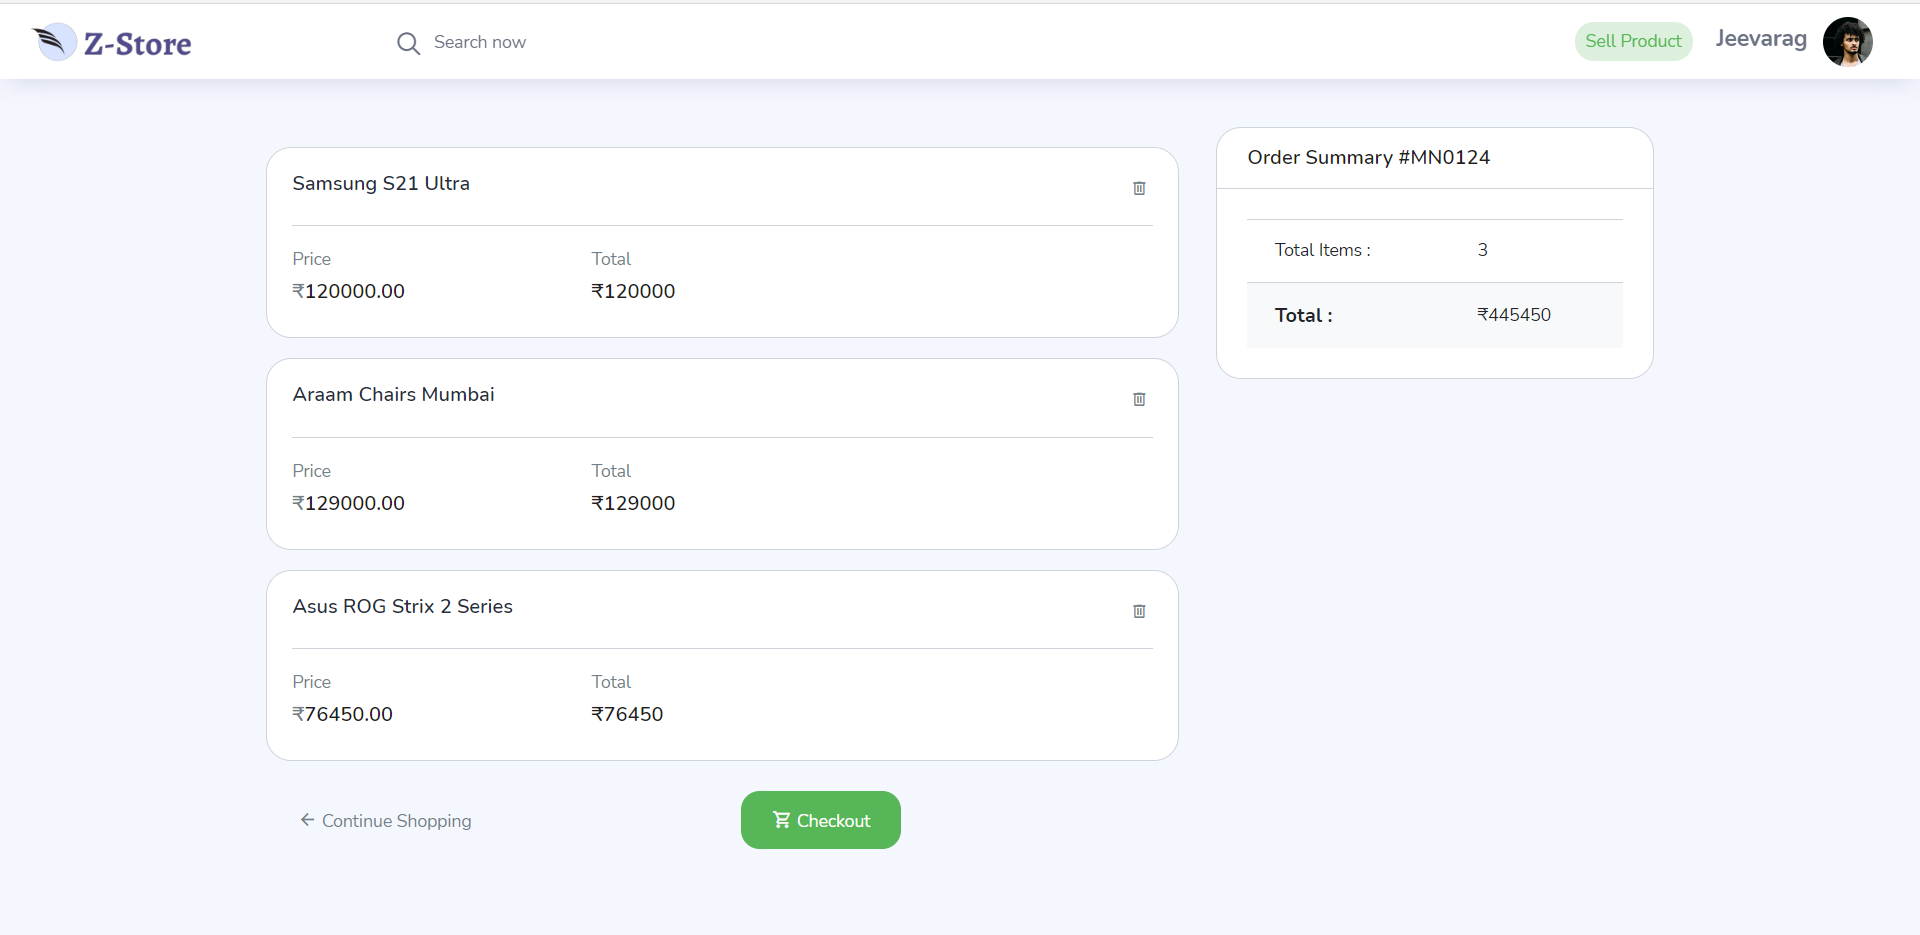 Z-Store
Search now
Sell Product
Jeevarag
Samsung S21 Ultra
Price
Total
₹120000.00
₹120000
Araam Chairs Mumbai
Price
Total
₹129000.00
₹129000
Asus ROG Strix 2 Series
Price
Total
₹76450.00
₹76450
Continue Shopping
Checkout
Order Summary #MN0124
Total Items : 3
Total : ₹445450